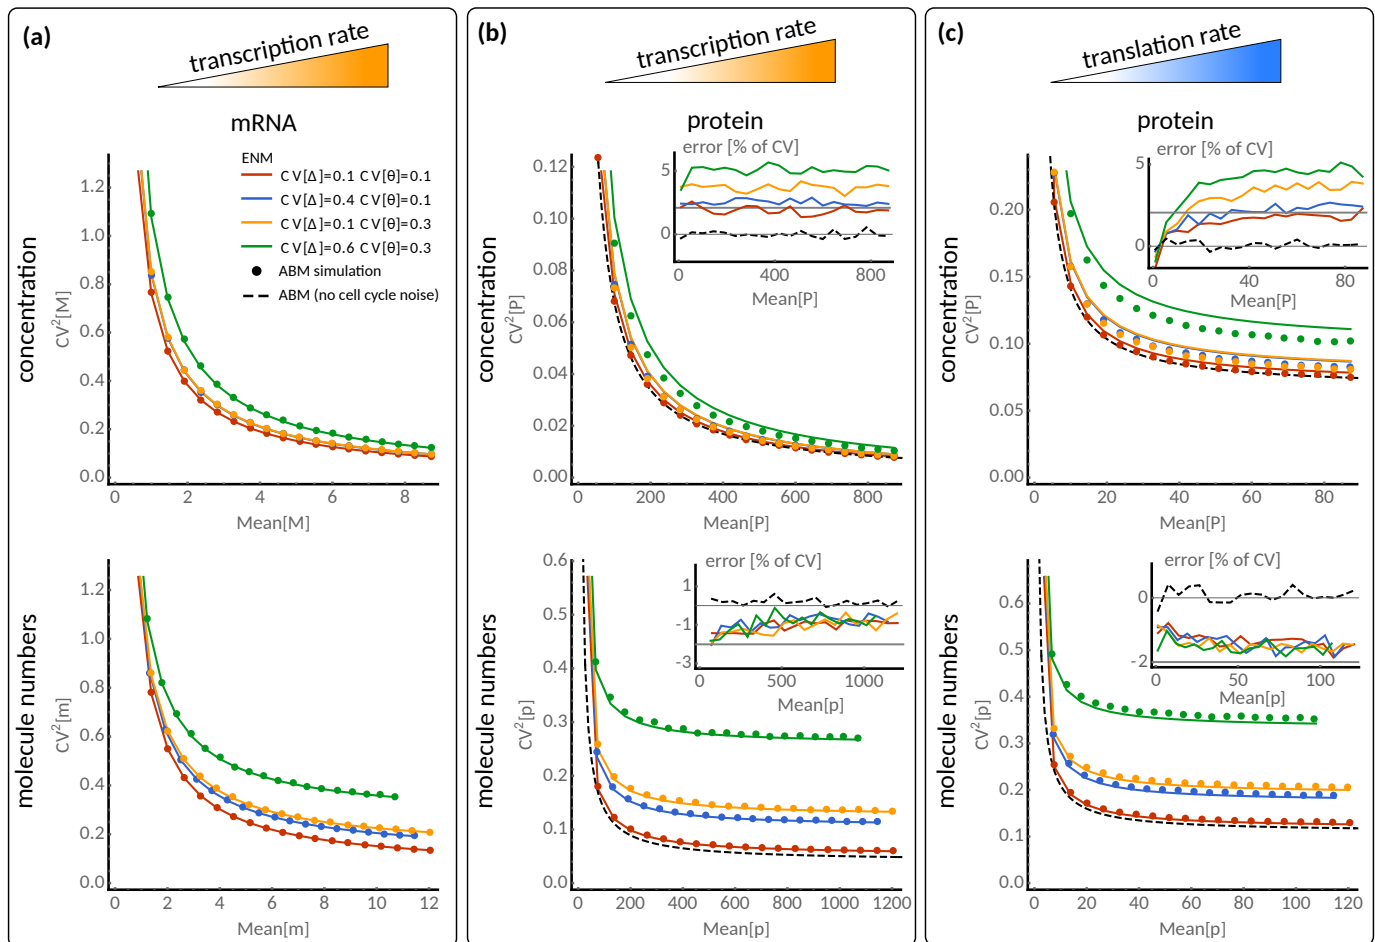 (a)
transcription rate
mRNA
ENM
CV[Δ]=0.1 CV[θ]=0.1
CV[Δ]=0.4 CV[θ]=0.1
CV[Δ]=0.1 CV[θ]=0.3
CV[Δ]=0.6 CV[θ]=0.3
ABM simulation
ABM (no cell cycle noise)
concentration
CV²[M]
1.2
1.0
0.8
0.6
0.4
0.2
0.0
0 2 4 6 8
Mean[M]
molecule numbers
CV²[m]
1.2
1.0
0.8
0.6
0.4
0.2
0.0
0 2 4 6 8 10 12
Mean[m]
(b)
transcription rate
protein
error [% of CV]
5
0
0 400 800
Mean[P]
concentration
CV²[P]
0.12
0.10
0.08
0.06
0.04
0.02
0.00
0 200 400 600 800
Mean[P]
error [% of CV]
1
-1
-3
0 500 1000
Mean[p]
molecule numbers
CV²[p]
0.6
0.5
0.4
0.3
0.2
0.1
0.0
0 200 400 600 800 1000 1200
Mean[p]
(c)
translation rate
protein
error [% of CV]
5
0
0 40 80
Mean[P]
concentration
CV²[P]
0.20
0.15
0.10
0.05
0.00
0 20 40 60 80
Mean[P]
error [% of CV]
0
-2
0 50 100
Mean[p]
molecule numbers
CV²[p]
0.6
0.5
0.4
0.3
0.2
0.1
0.0
0 20 40 60 80 100 120
Mean[p]